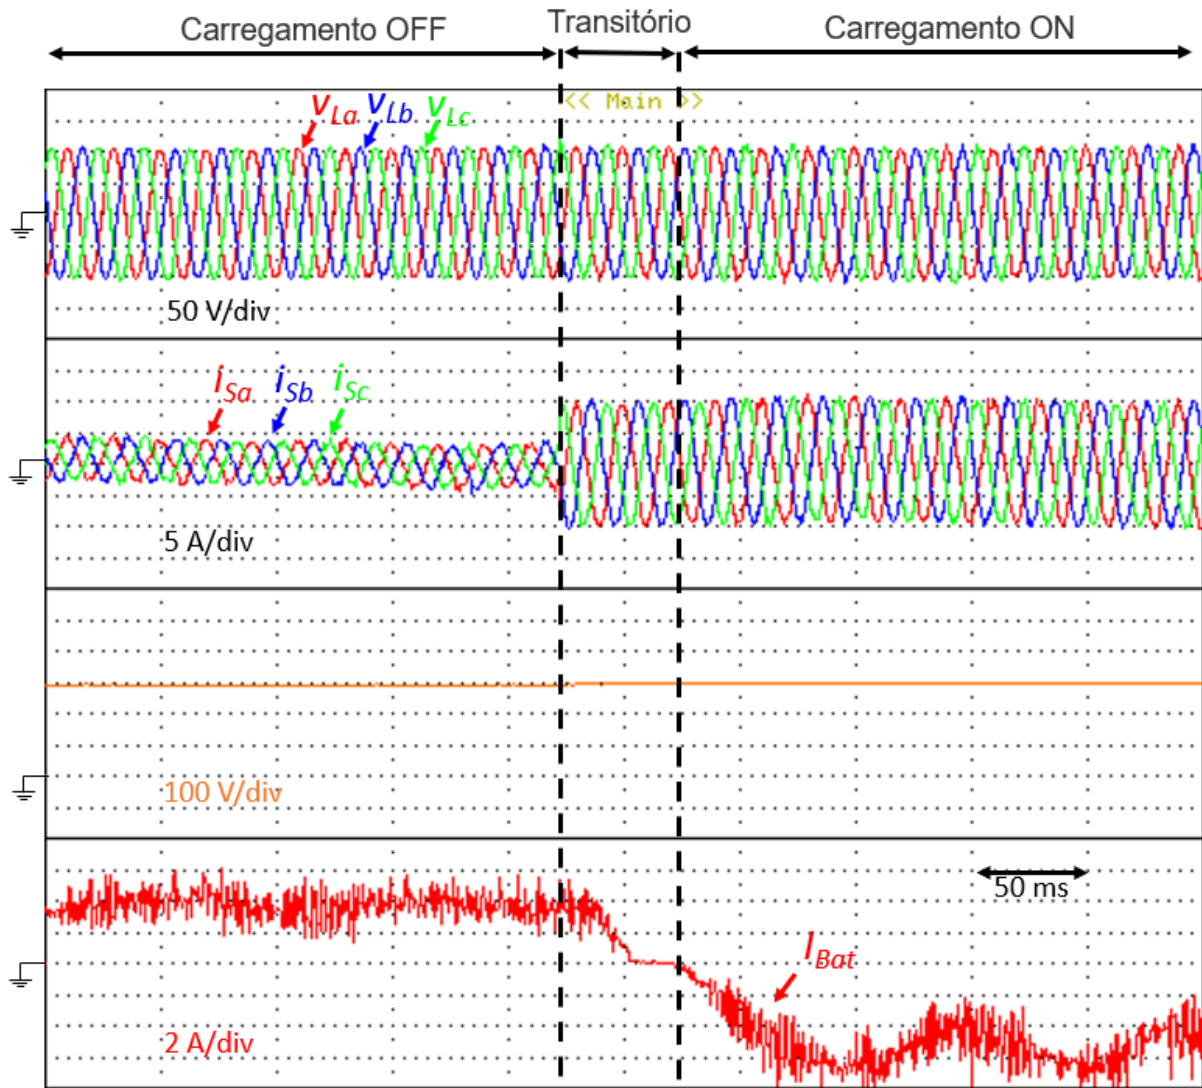 Carregamento OFF
Transitório
Carregamento ON
<< Main >>
vLa
vLb
vLc
50 V/div
iSa
iSb
iSc
5 A/div
100 V/div
50 ms
IBat
2 A/div